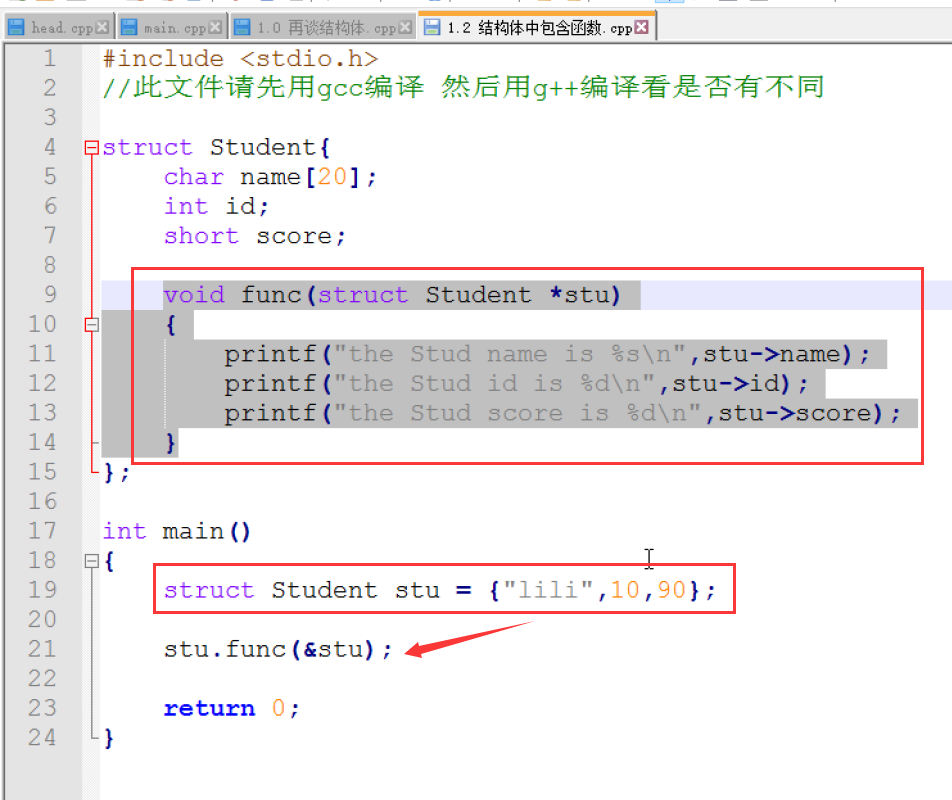 head.cpp main.cpp 1.0 再谈结构体.cpp 1.2 结构体中包含函数.cpp
1 #include <stdio.h>
2 //此文件请先用gcc编译 然后用g++编译看是否有不同
3
4 struct Student{
5 char name[20];
6 int id;
7 short score;
8
9 void func(struct Student *stu)
10 {
11 printf("the Stud name is %s\n",stu->name);
12 printf("the Stud id is %d\n",stu->id);
13 printf("the Stud score is %d\n",stu->score);
14 }
15 };
16
17 int main()
18 {
19 struct Student stu = {"lili",10,90};
20
21 stu.func(&stu);
22
23 return 0;
24 }